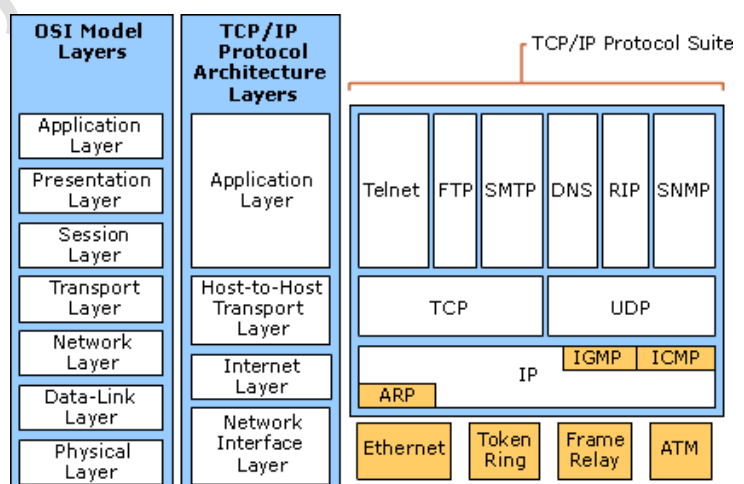 OSI Model
Layers
Application
Layer
Presentation
Layer
Session
Layer
Transport
Layer
Network
Layer
Data-Link
Layer
Physical
Layer
TCP/IP
Protocol
Architecture
Layers
Application
Layer
Host-to-Host
Transport
Layer
Internet
Layer
Network
Interface
Layer
TCP/IP Protocol Suite
Telnet
FTP
SMTP
DNS
RIP
SNMP
TCP
UDP
IP
IGMP
ICMP
ARP
Ethernet
Token
Ring
Frame
Relay
ATM